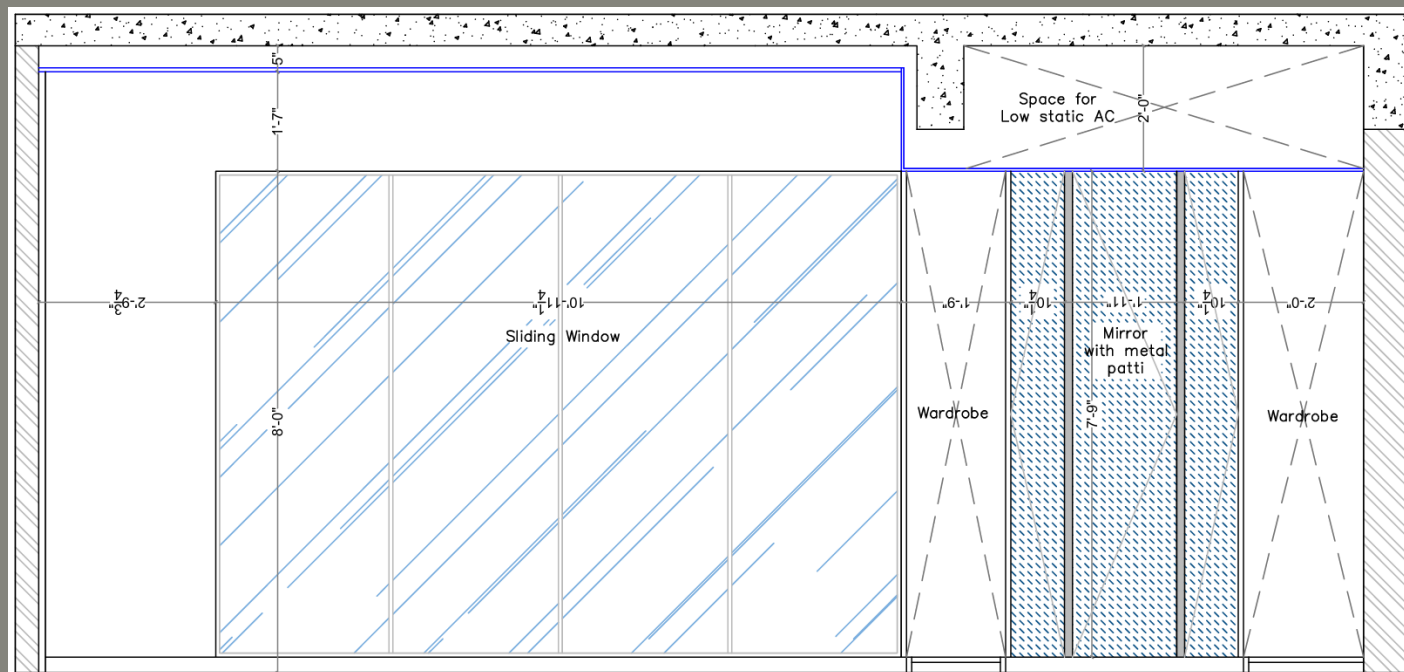 5"
1'-7"
Space for
Low static AC
2'-0"
2'-9¾"
10'-11¼"
1'-9"
10¼"
1'-11"
10¼"
2'-0"
Sliding Window
Mirror
with metal
patti
8'-0"
Wardrobe
7'-9"
Wardrobe